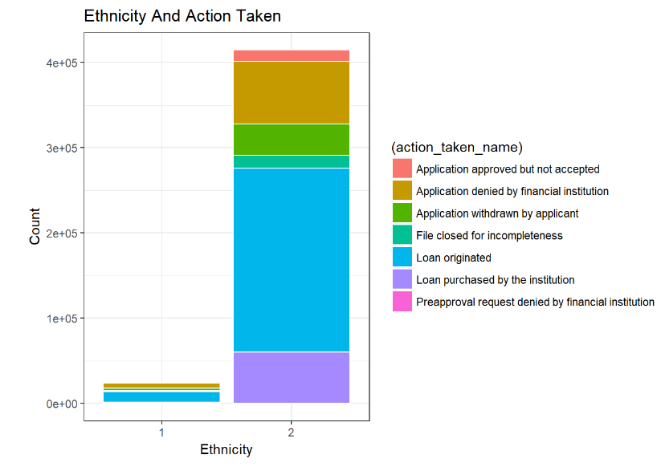 Ethnicity And Action Taken
4e+05
3e+05
2e+05
1e+05
0e+00
Count
1
2
Ethnicity
(action_taken_name)
Application approved but not accepted
Application denied by financial institution
Application withdrawn by applicant
File closed for incompleteness
Loan originated
Loan purchased by the institution
Preapproval request denied by financial institution